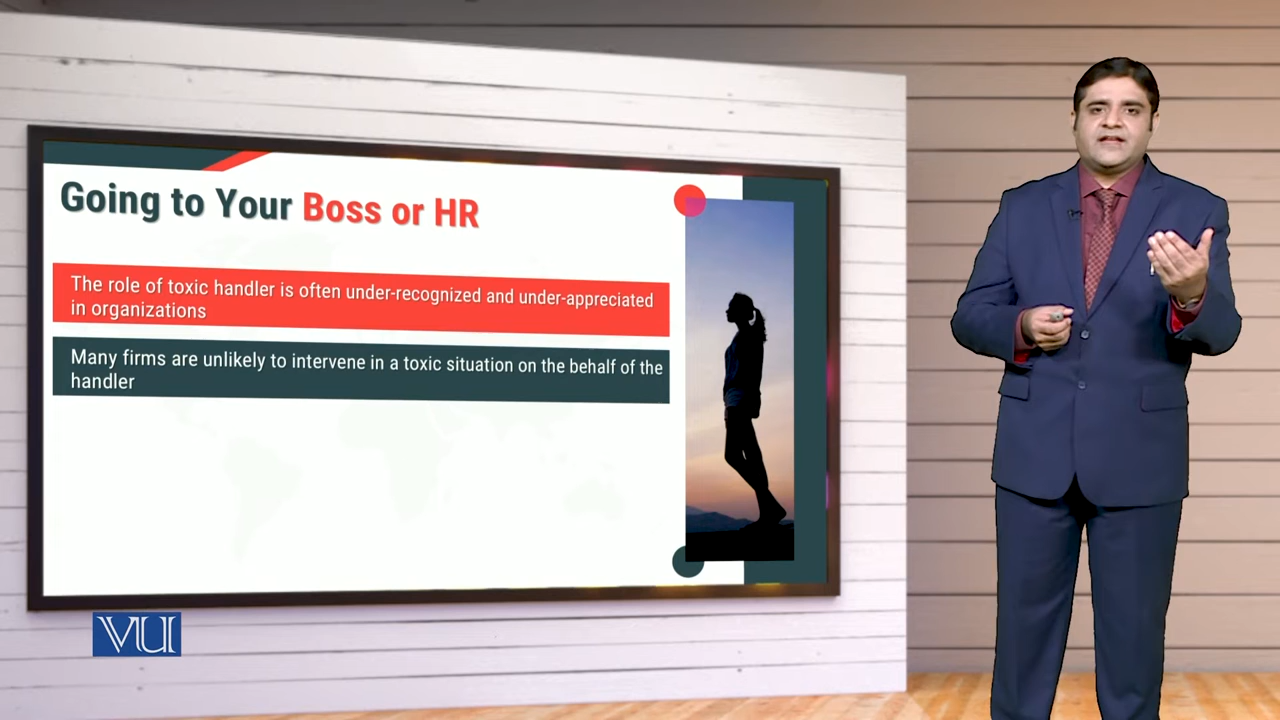 Going to Your Boss or HR
The role of toxic handler is often under-recognized and under-appreciated
in organizations
Many firms are unlikely to intervene in a toxic situation on the behalf of the
handler
VU